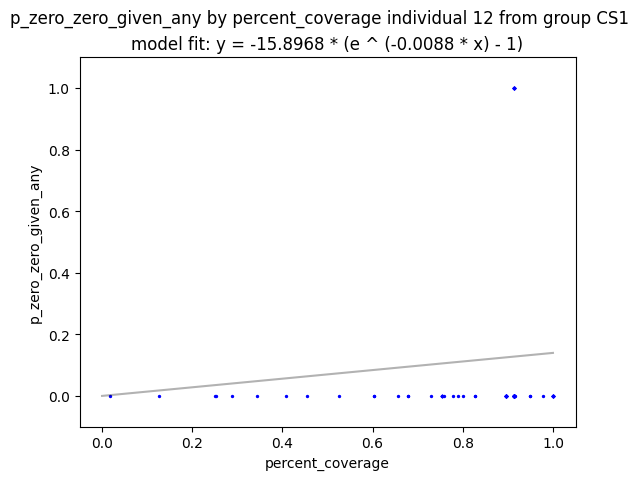 p_zero_zero_given_any by percent_coverage individual 12 from group CS1
model fit: y = -15.8968 * (e ^ (-0.0088 * x) - 1)
1.0
0.8
0.6
0.4
0.2
0.0
p_zero_zero_given_any
0.0 0.2 0.4 0.6 0.8 1.0
percent_coverage